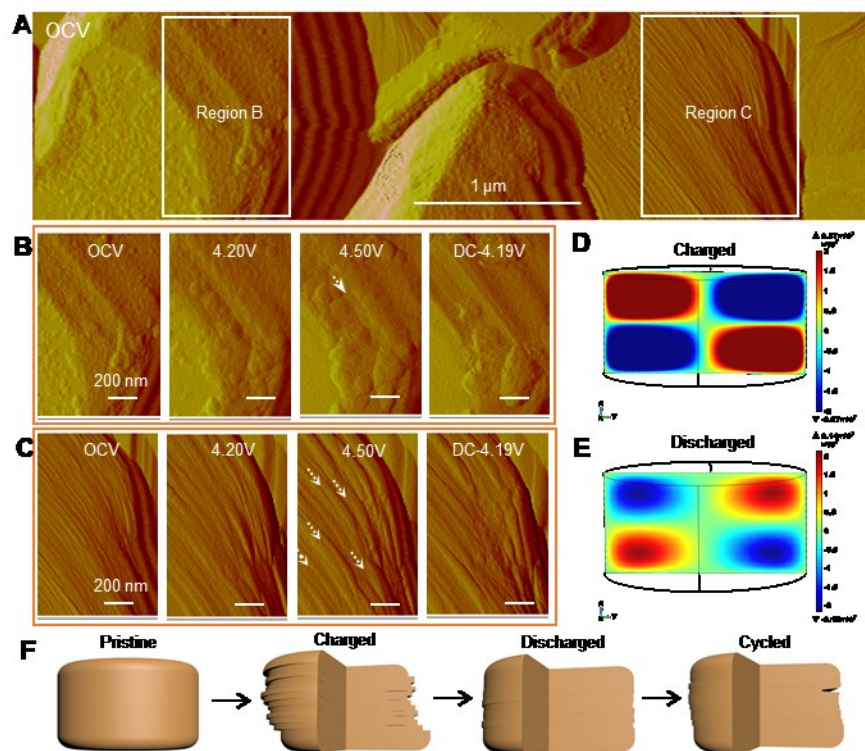 A
OCV
Region B
Region C
1 µm
B
OCV
4.20V
4.50V
DC-4.19V
200 nm
D
Charged
C
OCV
4.20V
4.50V
DC-4.19V
200 nm
E
Discharged
F
Pristine
Charged
Discharged
Cycled